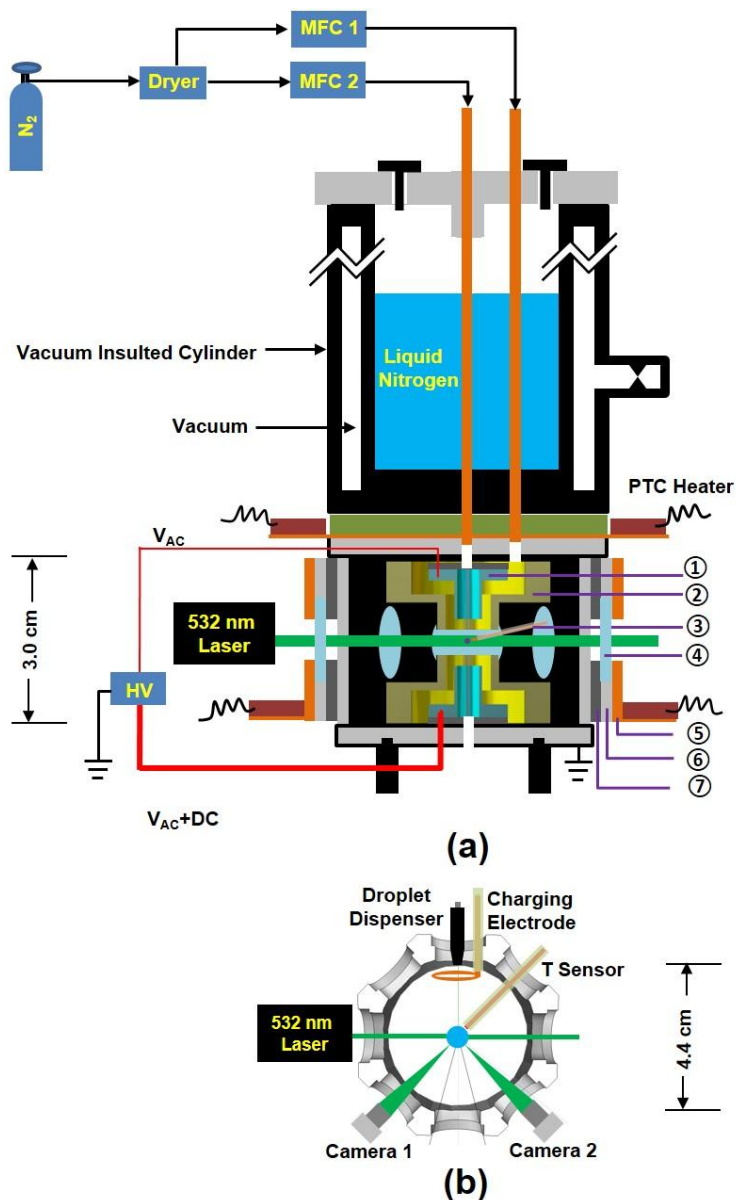 MFC 1
MFC 2
Dryer
N2
Vacuum Insulted Cylinder
Liquid
Nitrogen
Vacuum
PTC Heater
VAC
①
②
③
532 nm
Laser
④
3.0 cm
HV
⑤
⑥
⑦
VAC+DC
(a)
Droplet
Dispenser
Charging
Electrode
T Sensor
532 nm
Laser
4.4 cm
Camera 1
Camera 2
(b)